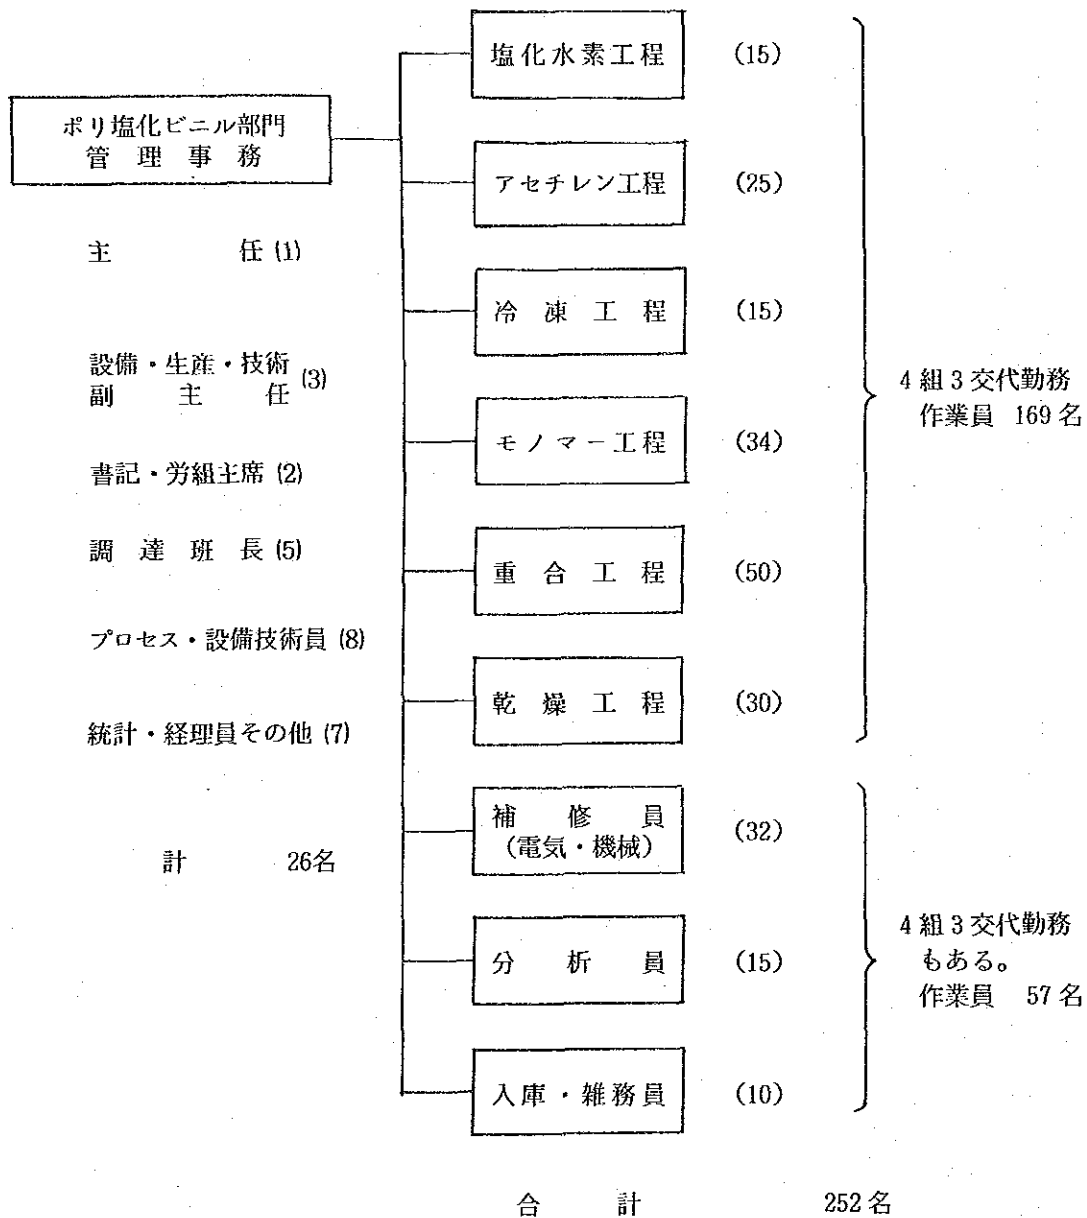 ポリ塩化ビニル部門
管理事務
主任 (1)
設備・生産・技術
副主任 (3)
書記・労組主席 (2)
調達班長 (5)
プロセス・設備技術員 (8)
統計・経理員その他 (7)
計 26名
塩化水素工程 (15)
アセチレン工程 (25)
冷凍工程 (15)
モノマー工程 (34)
重合工程 (50)
乾燥工程 (30)
4組3交代勤務
作業員 169名
補修員
(電気・機械) (32)
分析員 (15)
入庫・雑務員 (10)
4組3交代勤務
もある。
作業員 57名
合計 252名